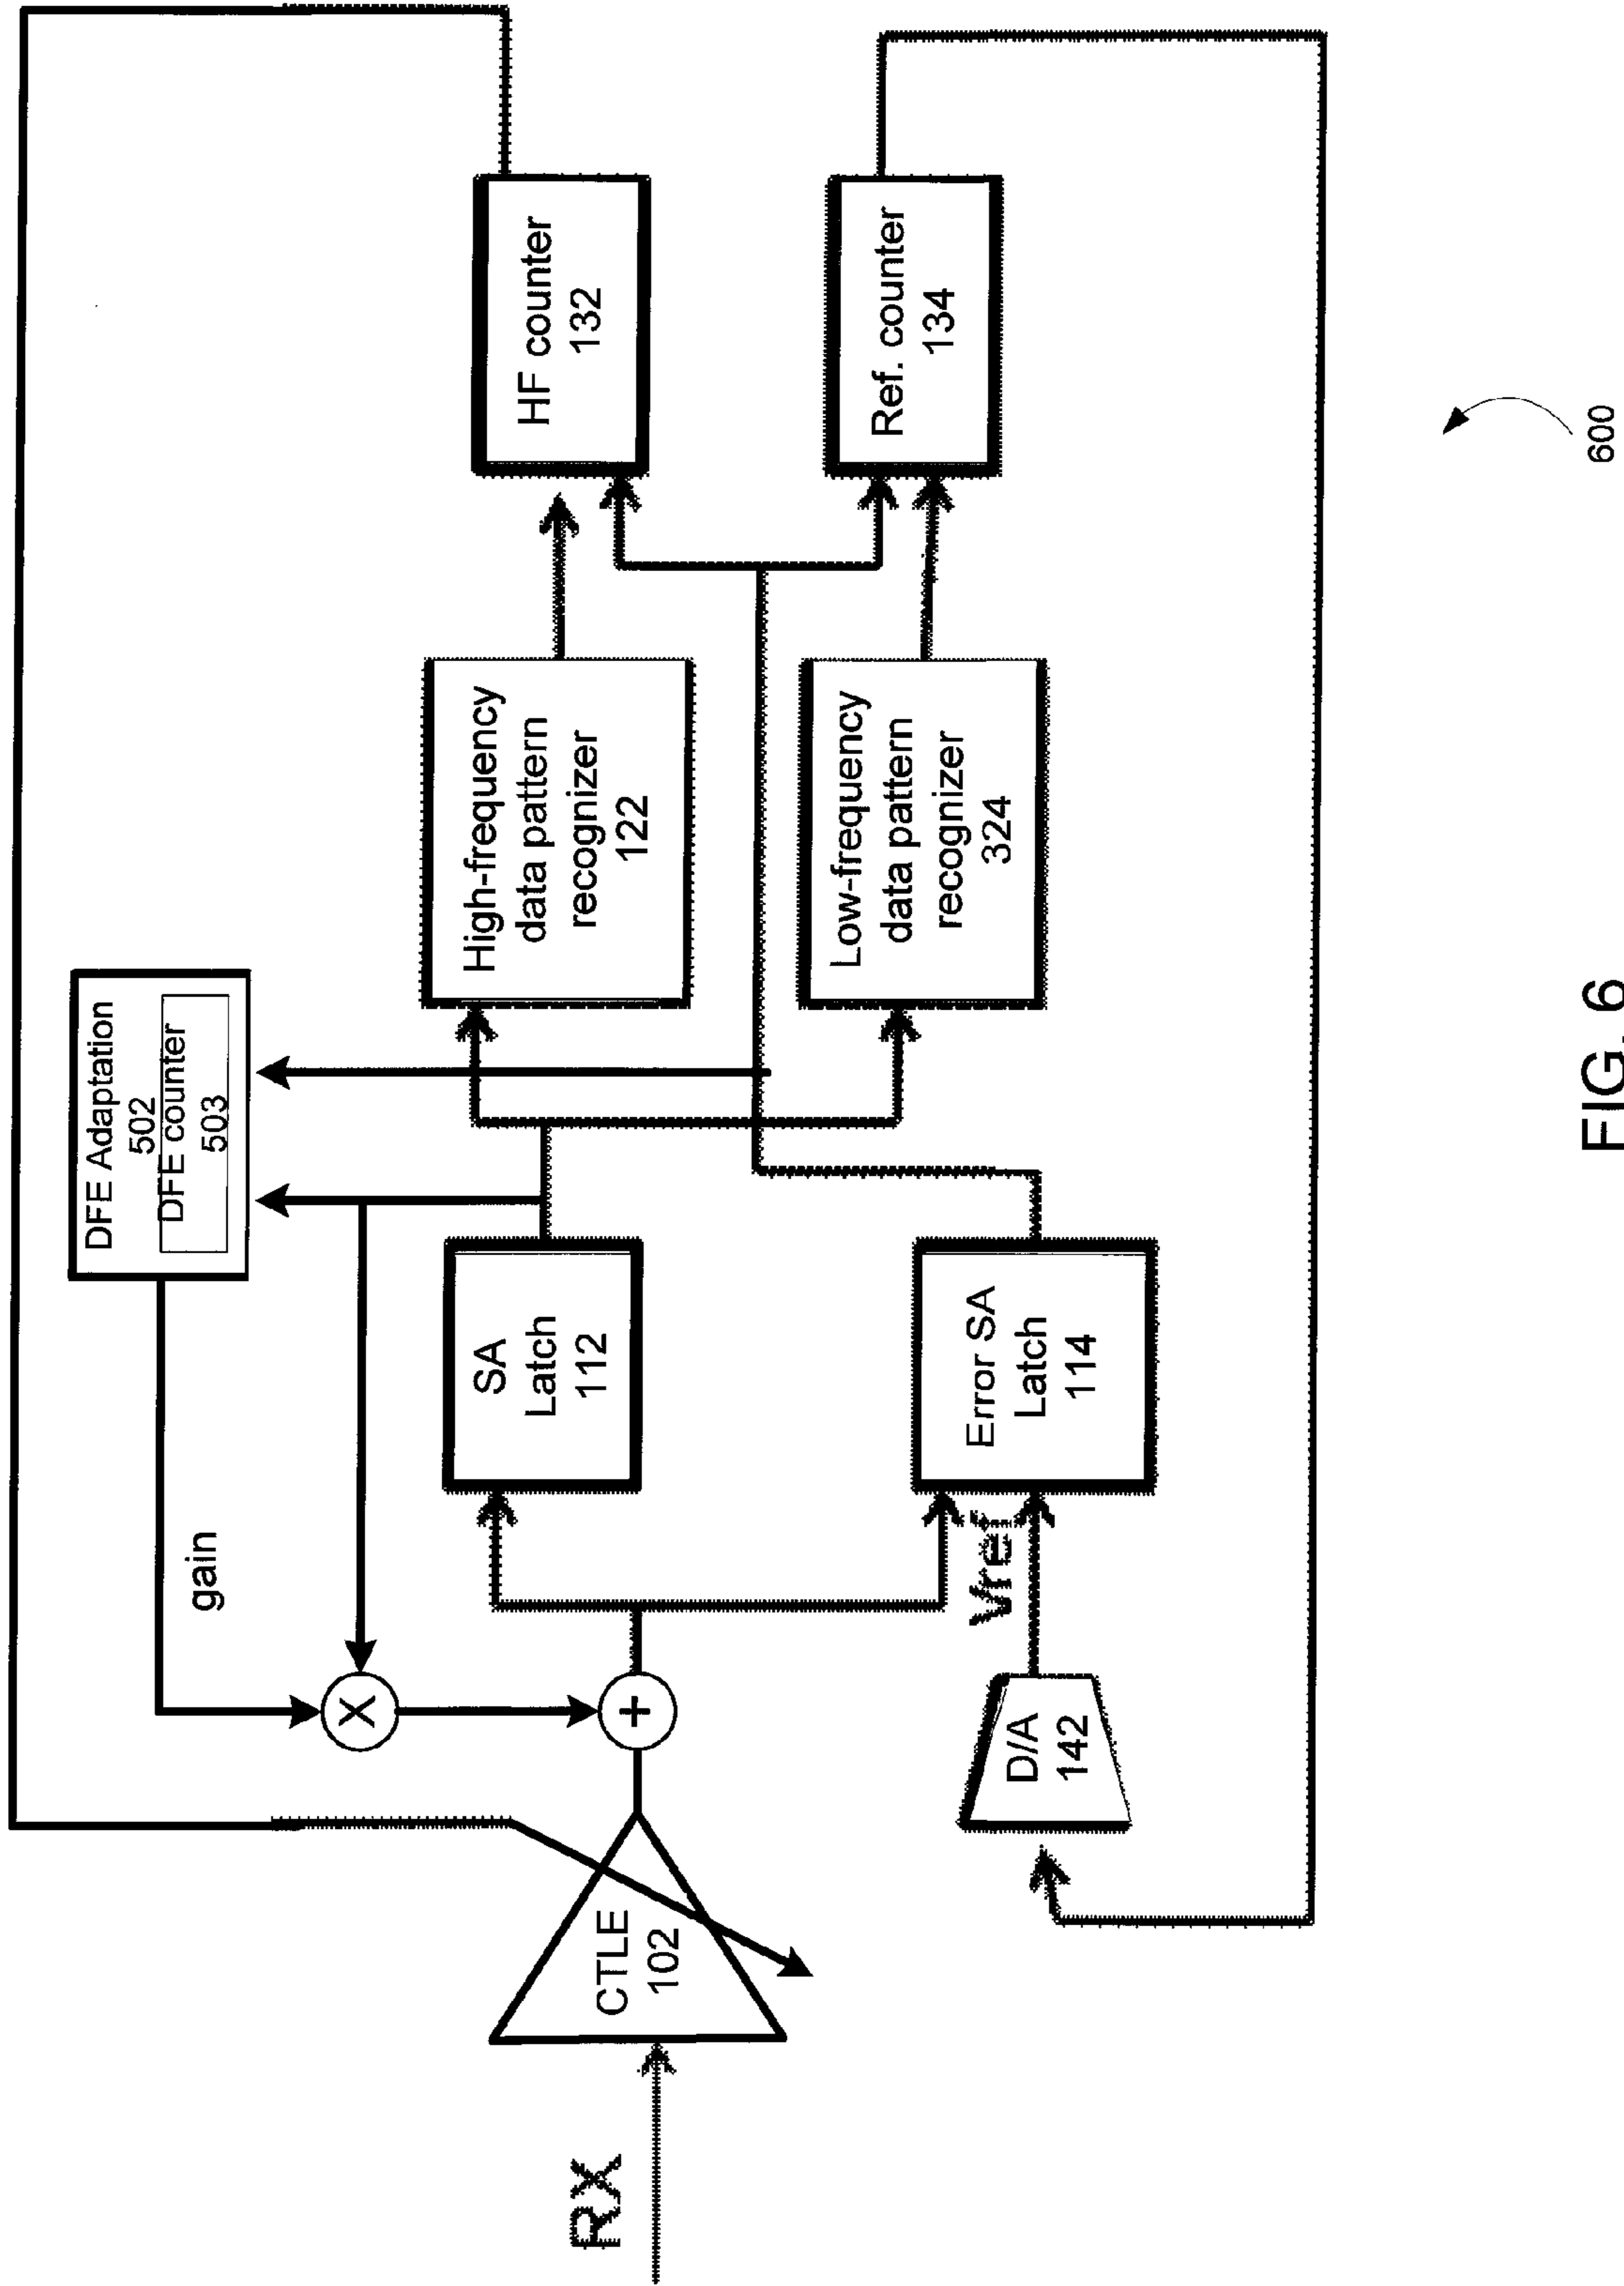 DFE Adaptation
502
DFE counter
503
gain
X
+
RX
CTLE
102
SA
Latch
112
High-frequency
data pattern
recognizer
122
HF counter
132
Vref
D/A
142
Error SA
Latch
114
Low-frequency
data pattern
recognizer
324
Ref. counter
134
600
FIG. 6